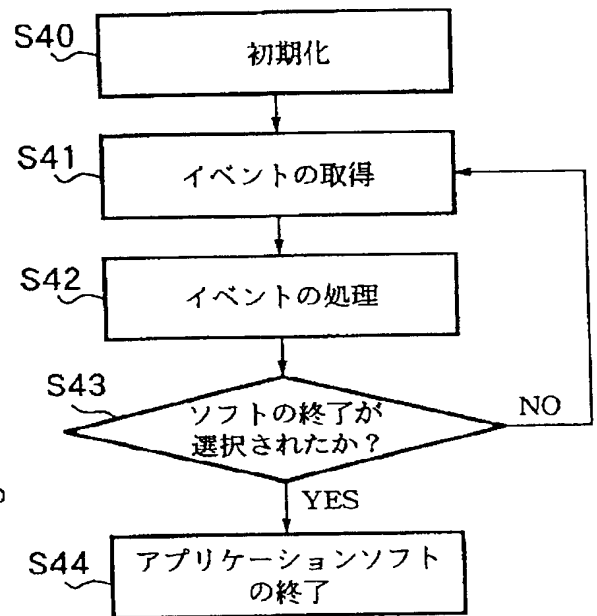 S40
初期化
S41
イベントの取得
S42
イベントの処理
S43
ソフトの終了が
選択されたか？
NO
YES
S44
アプリケーションソフト
の終了